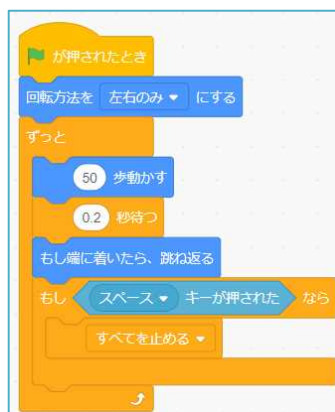 が押されたとき
回転方法を 左右のみ にする
ずっと
50 歩動かす
0.2 秒待つ
もし端に着いたら、跳ね返る
もし スペース キーが押された なら
すべてを止める